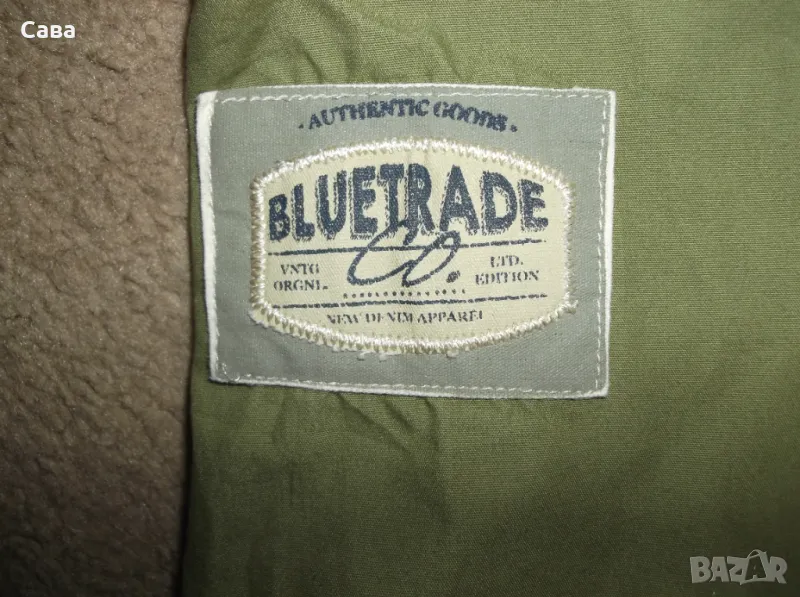 Сава
· AUTHENTIC GOODS ·
BLUETRADE
Co.
VNTG
ORGNL.
LTD.
EDITION
NEW DENIM APPAREL
BAZAR